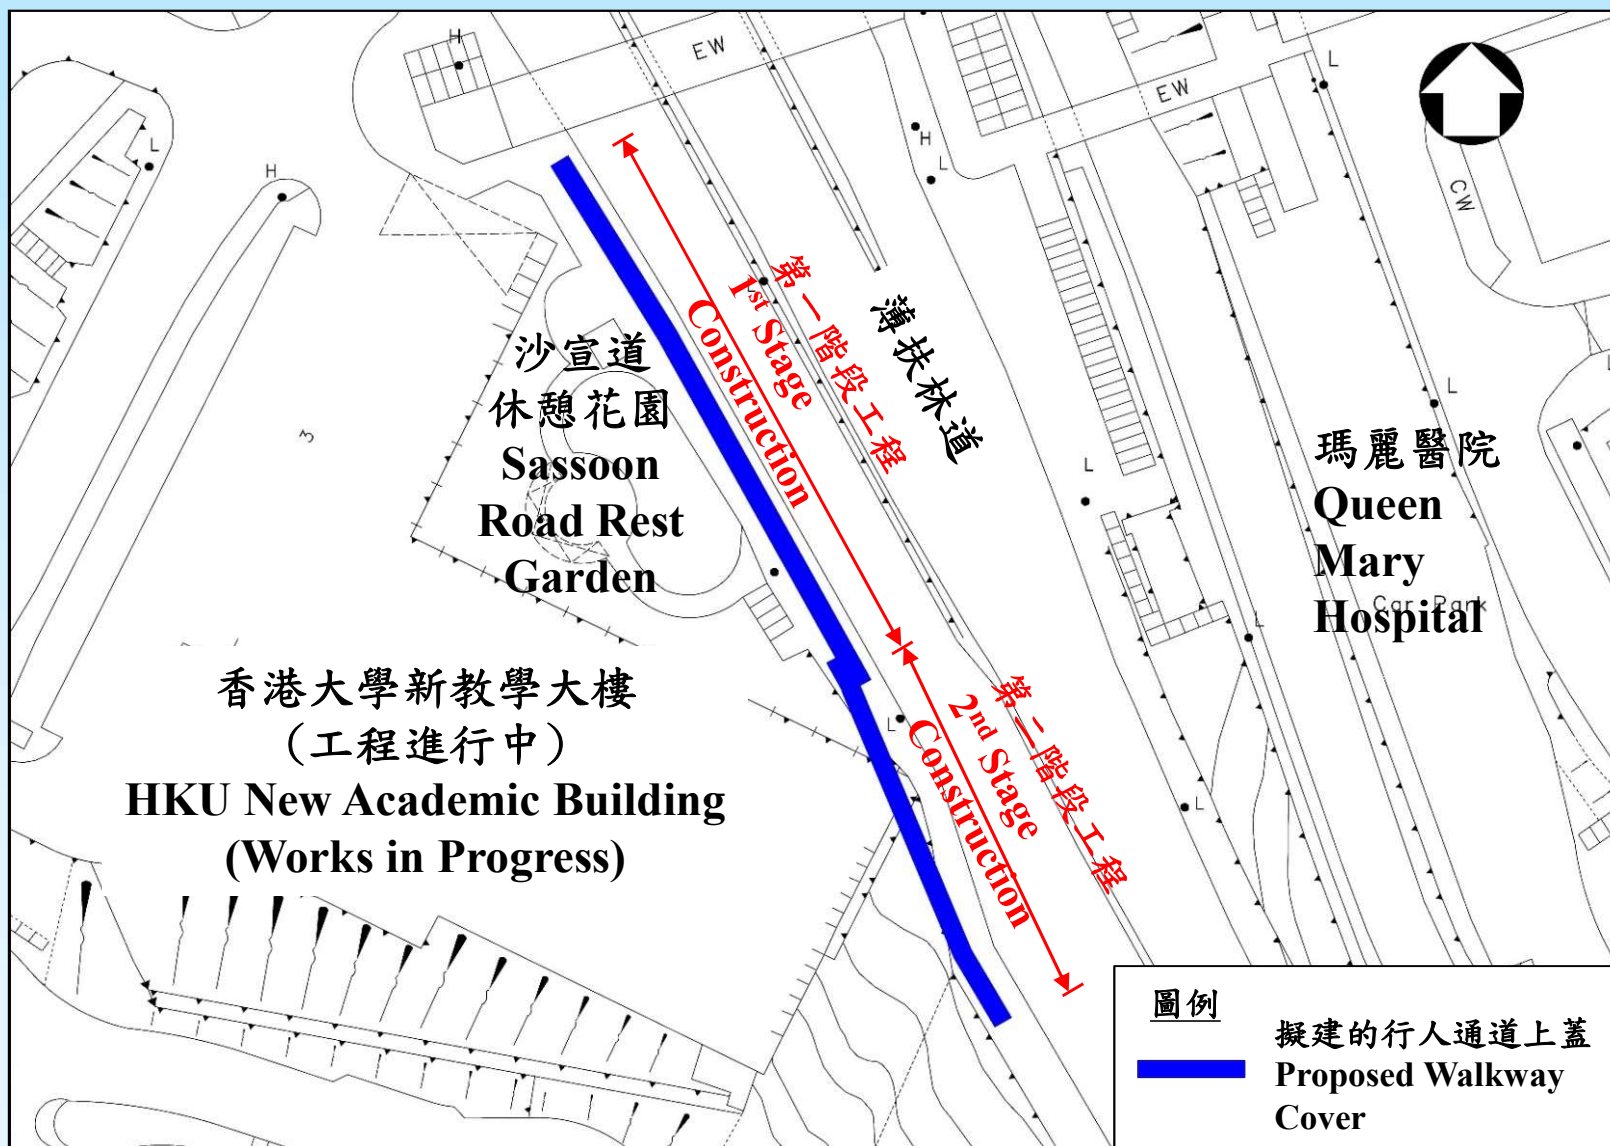 H
EW
EW
L
H
L
L
H
CW
第一階段工程
1st Stage
Construction
薄扶林道
沙宣道
休憩花園
Sassoon
Road Rest
Garden
3
L
L
瑪麗醫院
Queen
Mary
Hospital
Car Park
L
香港大學新教學大樓
（工程進行中）
HKU New Academic Building
(Works in Progress)
L
第二階段工程
2nd Stage
Construction
L
圖例
擬建的行人通道上蓋
Proposed Walkway
Cover